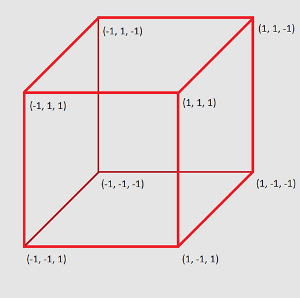 (-1, 1, -1)
(1, 1, -1)
(-1, 1, 1)
(1, 1, 1)
(-1, -1, -1)
(1, -1, -1)
(-1, -1, 1)
(1, -1, 1)